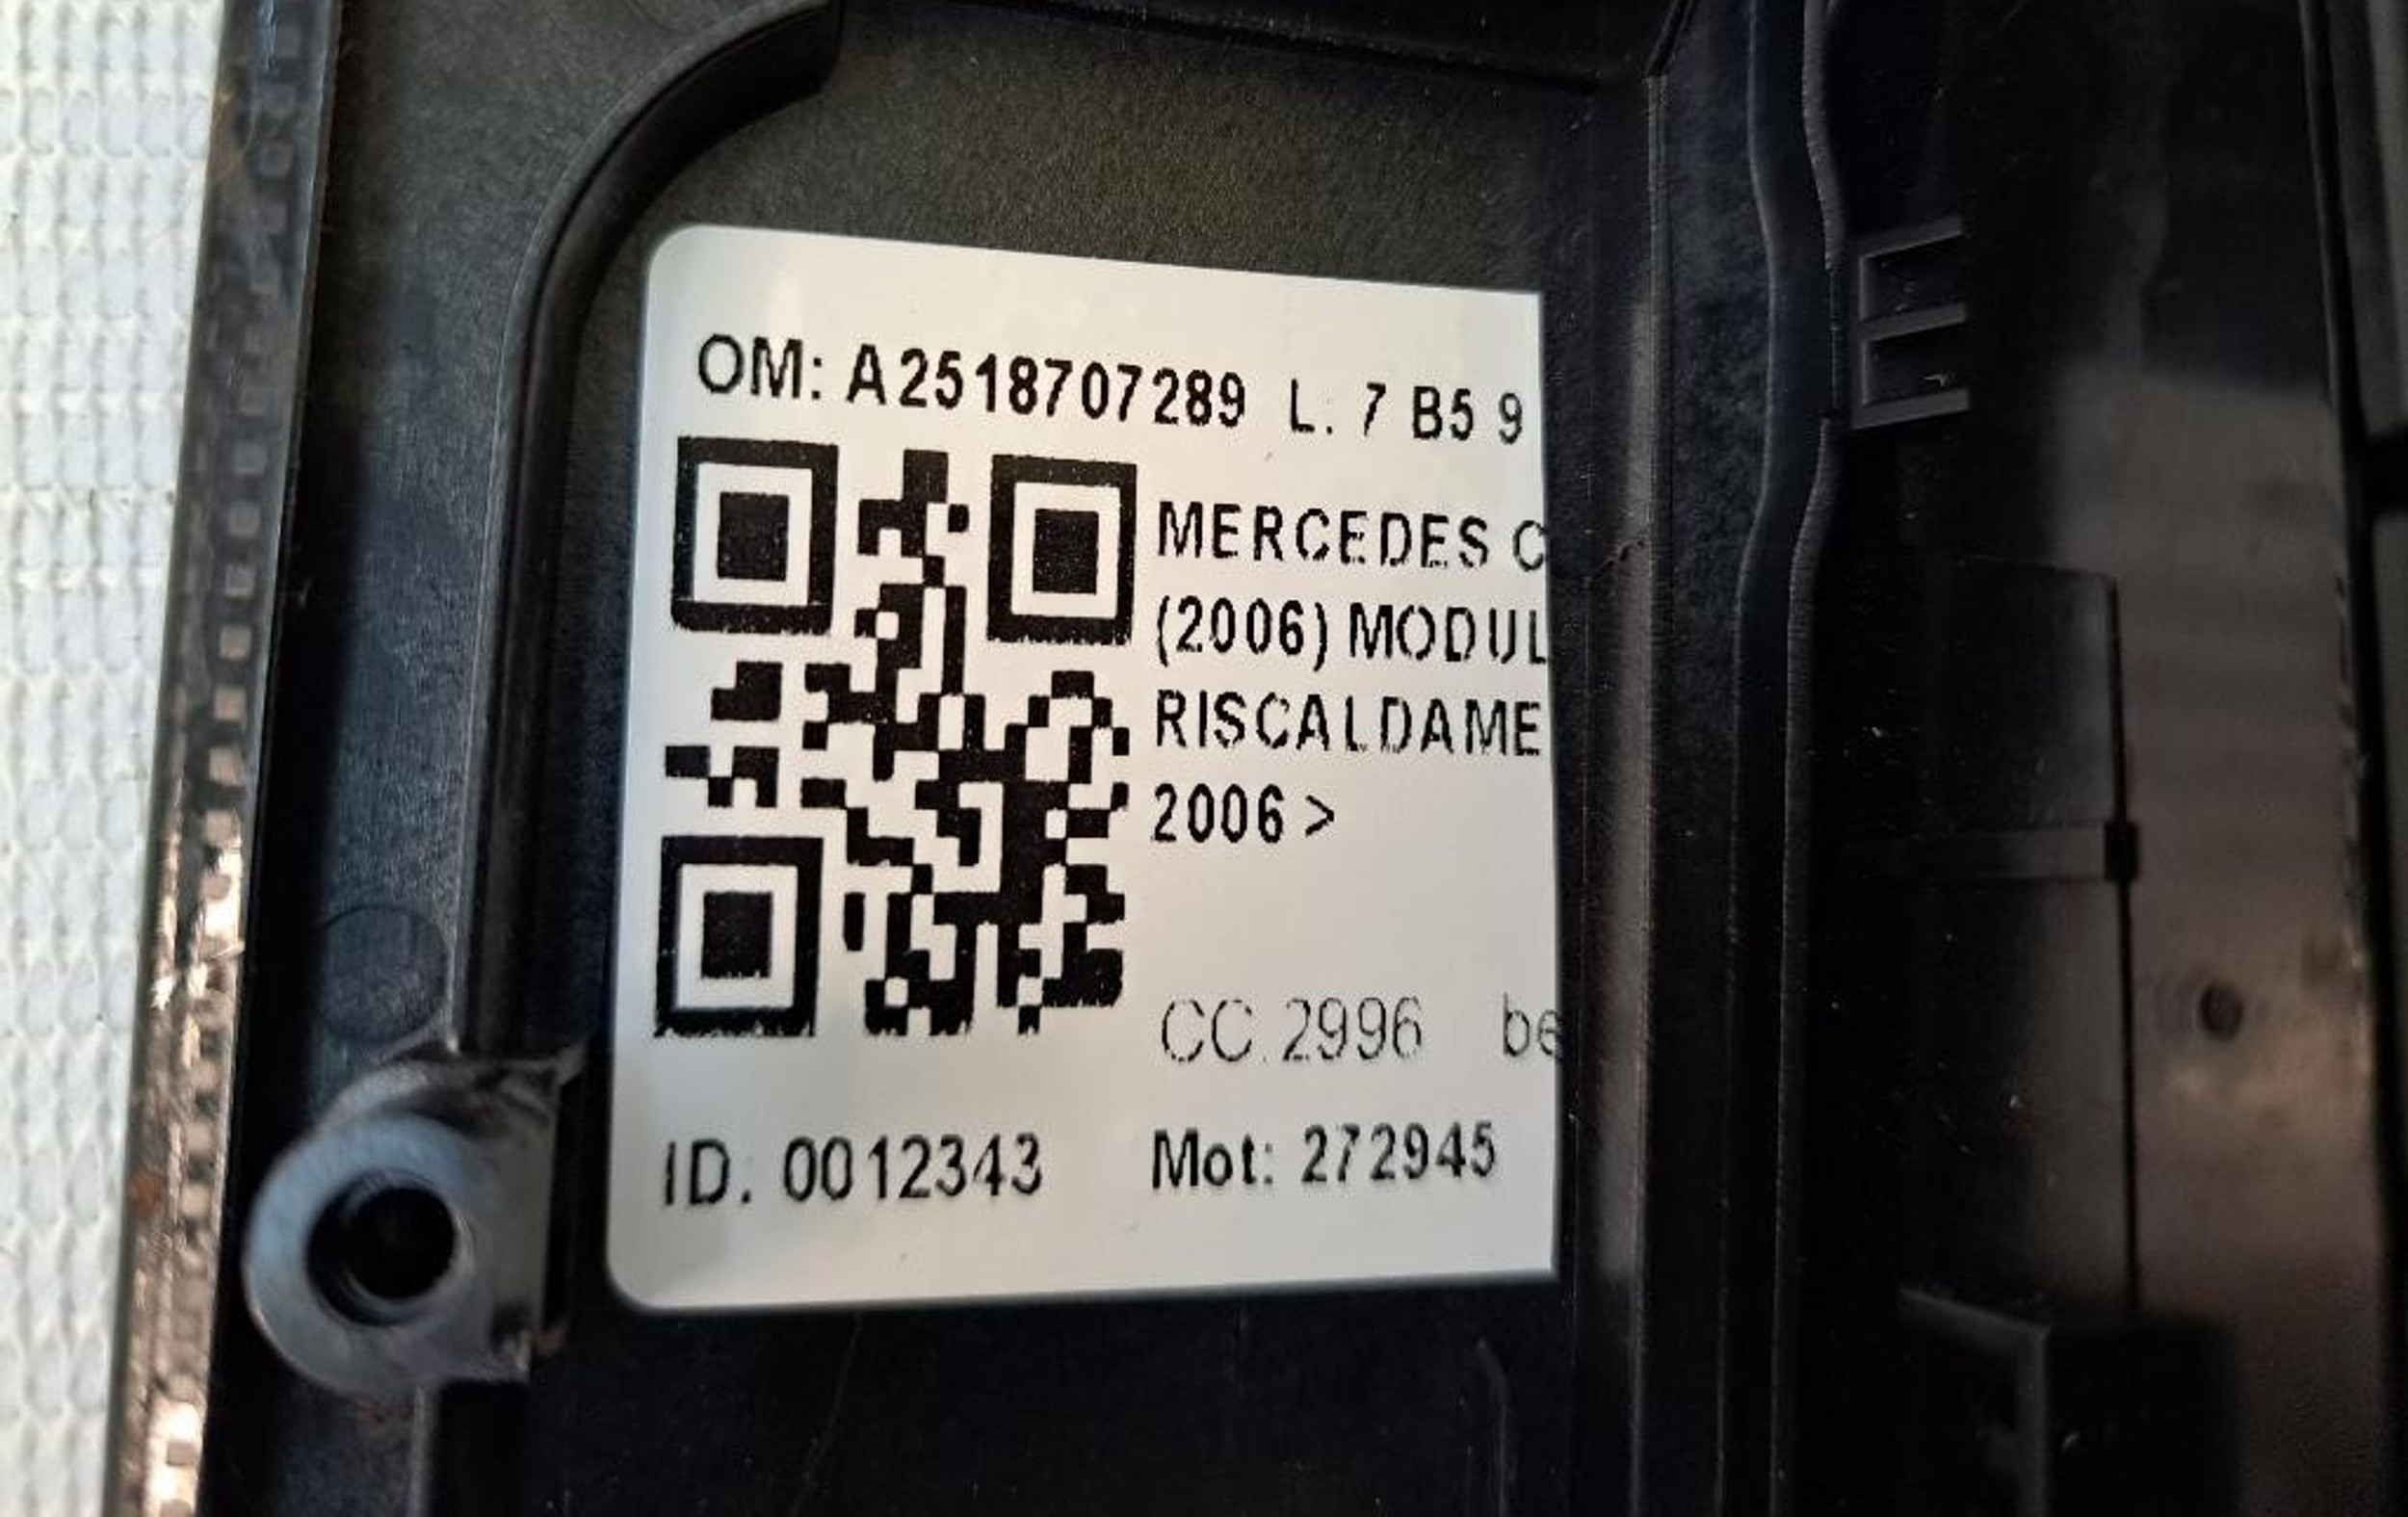 OM: A2518707289 L. 7 B5 9
MERCEDES C
(2006) MODUL
RISCALDAME
2006 >
CC. 2996 be
ID. 0012343 Mot: 272945